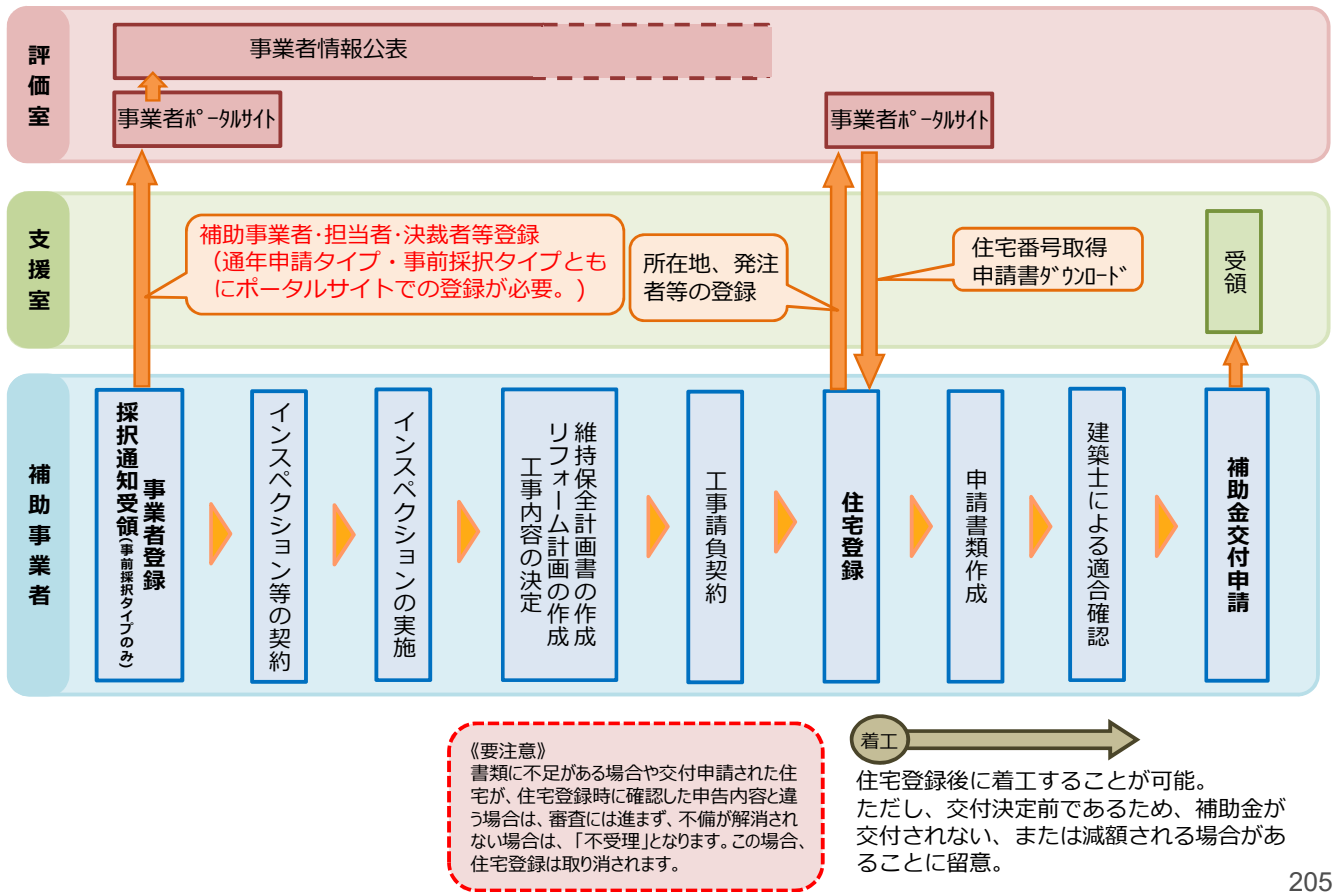 評価室
事業者情報公表
事業者ﾎﾟｰﾀﾙｻｲﾄ
事業者ﾎﾟｰﾀﾙｻｲﾄ
支援室
補助事業者･担当者･決裁者等登録
（通年申請タイプ・事前採択タイプとも
にポータルサイトでの登録が必要。)
所在地、発注
者等の登録
住宅番号取得
申請書ﾀﾞｳﾝﾛｰﾄﾞ
受領
補助事業者
事業者登録
採択通知受領(事前採択タイプのみ)
インスペクション等の契約
インスペクションの実施
維持保全計画書の作成
リフォーム計画の作成
工事内容の決定
工事請負契約
住宅登録
申請書類作成
建築士による適合確認
補助金交付申請
《要注意》
書類に不足がある場合や交付申請された住
宅が、住宅登録時に確認した申告内容と違
う場合は、審査には進まず、不備が解消され
ない場合は、「不受理」となります。この場合、
住宅登録は取り消されます。
着工
住宅登録後に着工することが可能。
ただし、交付決定前であるため、補助金が
交付されない、または減額される場合があ
ることに留意。
205